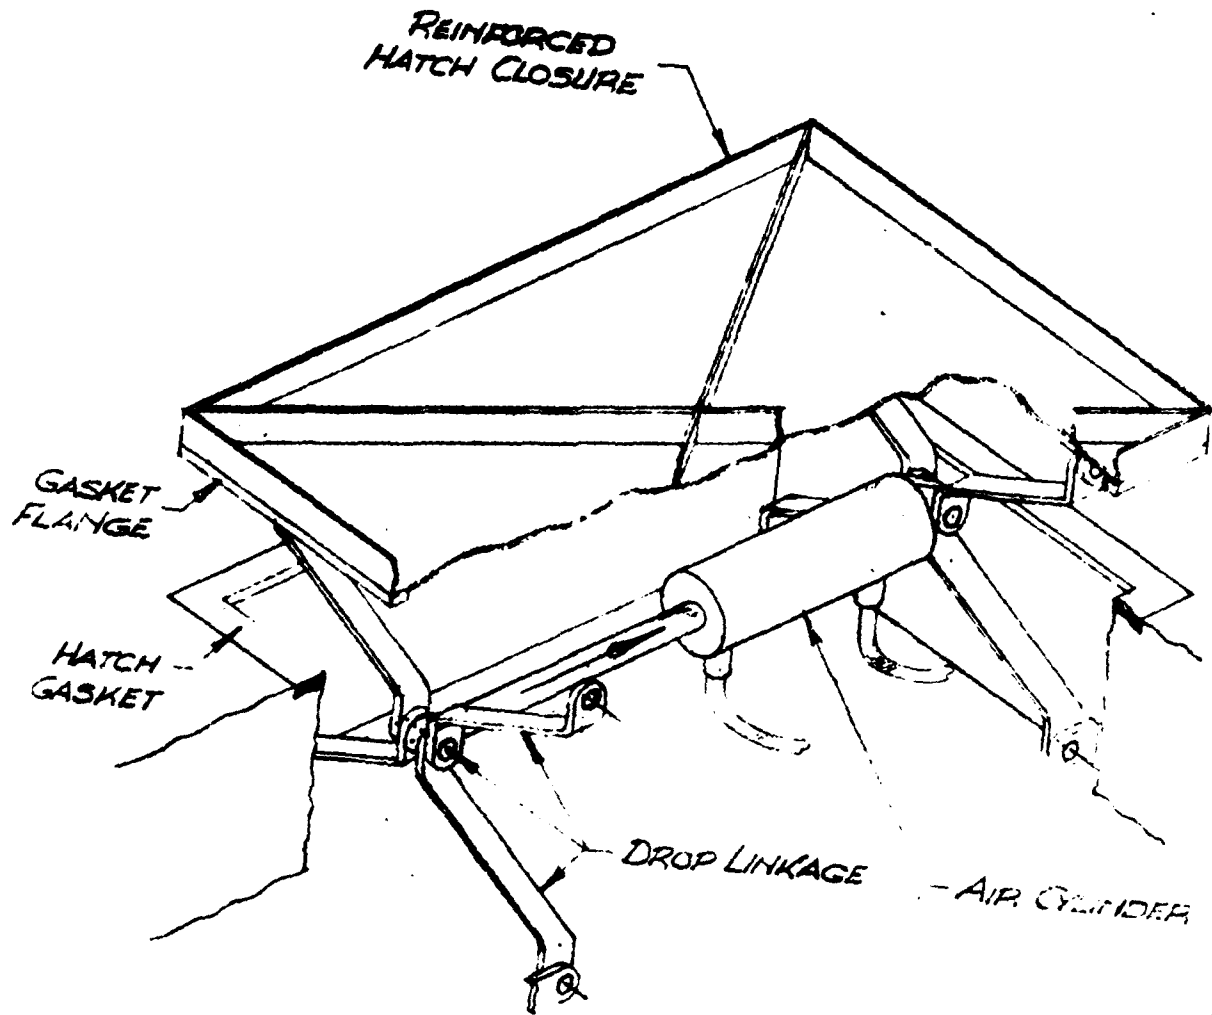 REINFORCED
HATCH CLOSURE
GASKET
FLANGE
HATCH
GASKET
DROP LINKAGE
AIR CYLINDER